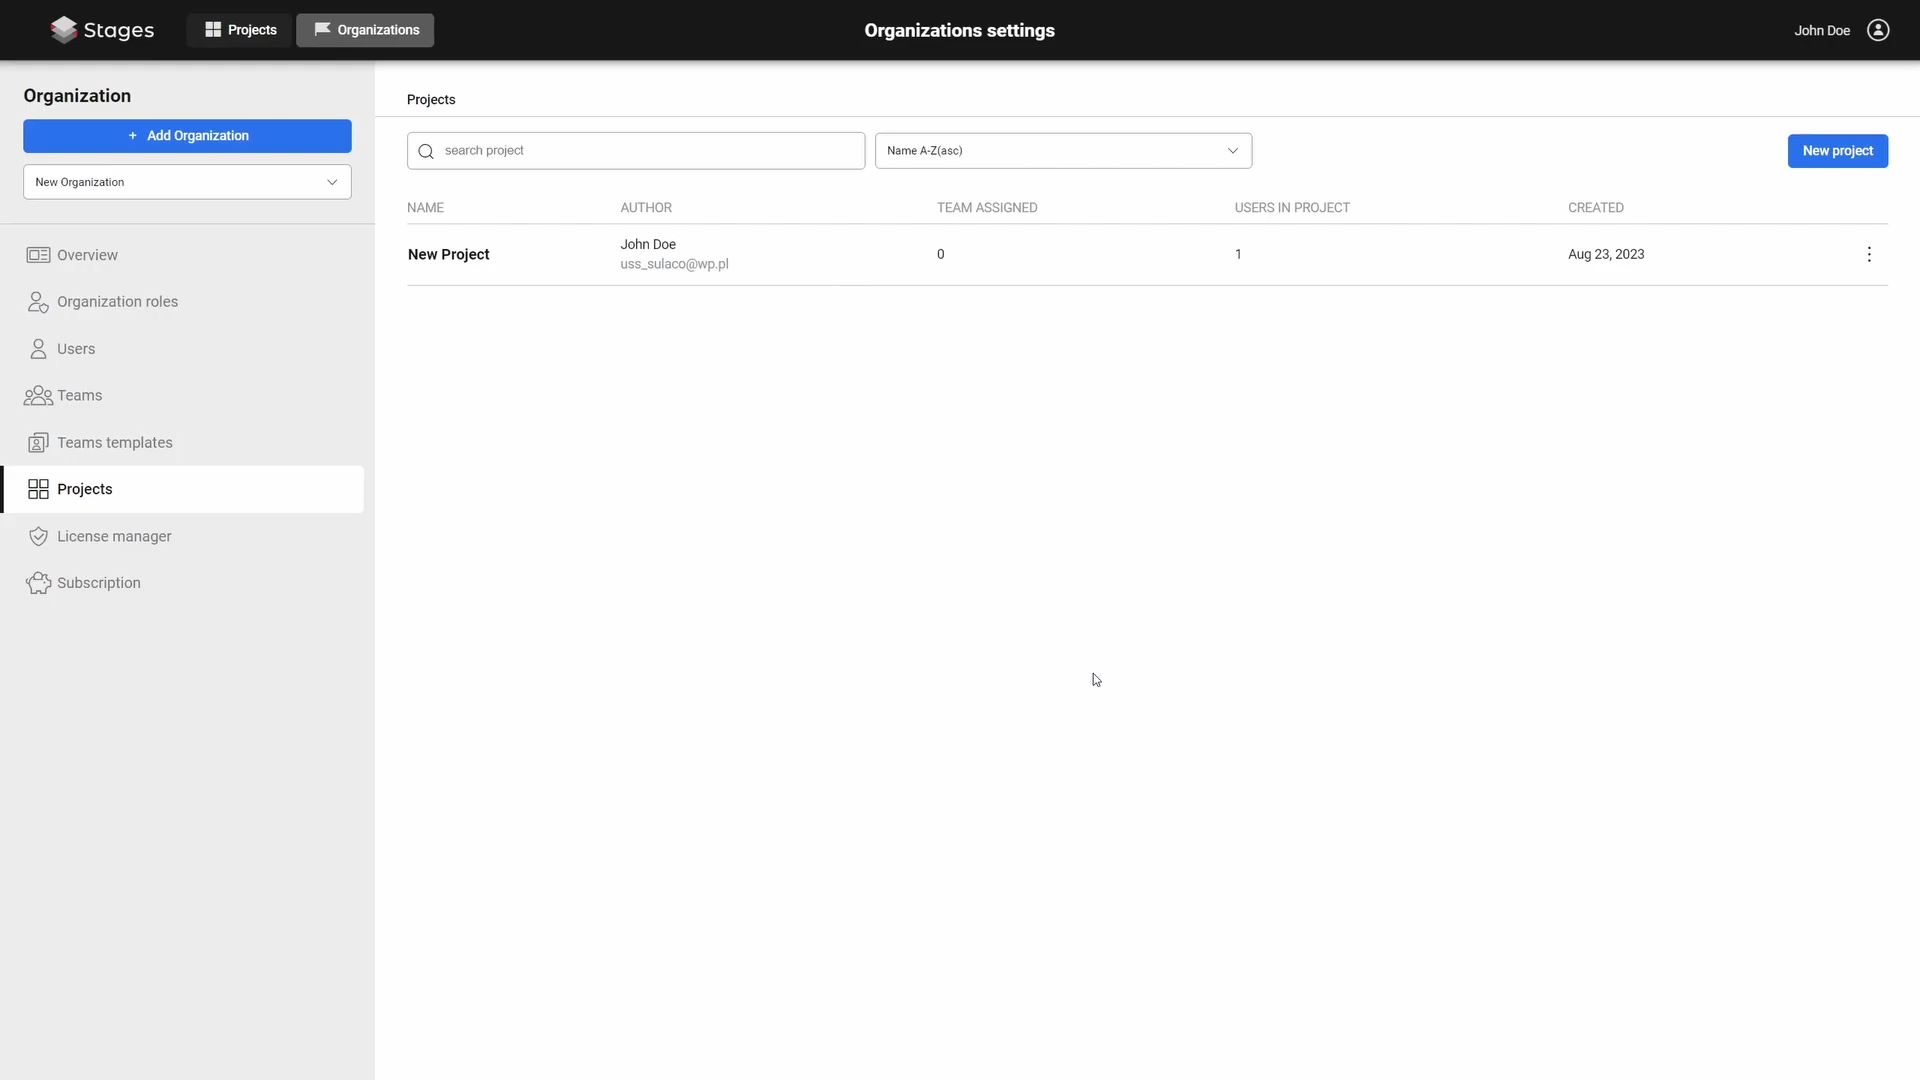 Stages
Projects
Organizations
Organizations settings
John Doe
Organization
+ Add Organization
New Organization
Overview
Organization roles
Users
Teams
Teams templates
Projects
License manager
Subscription
Projects
search project
Name A-Z(asc)
New project
NAME AUTHOR TEAM ASSIGNED USERS IN PROJECT CREATED
New Project John Doe 0 1 Aug 23, 2023
uss_sulaco@wp.pl